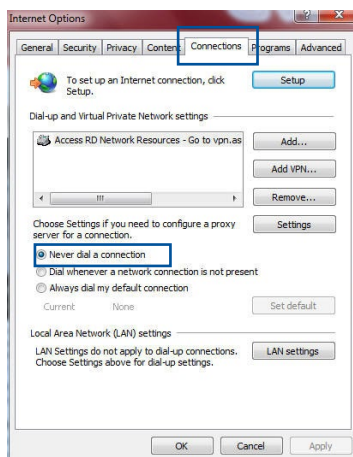 Internet Options
General Security Privacy Content Connections Programs Advanced
To set up an Internet connection, click
Setup.
Setup
Dial-up and Virtual Private Network settings
Access RD Network Resources - Go to vpn.as
Add...
Add VPN...
Remove...
Choose Settings if you need to configure a proxy
server for a connection.
Settings
Never dial a connection
Dial whenever a network connection is not present
Always dial my default connection
Current None
Set default
Local Area Network (LAN) settings
LAN Settings do not apply to dial-up connections.
Choose Settings above for dial-up settings.
LAN settings
OK Cancel Apply